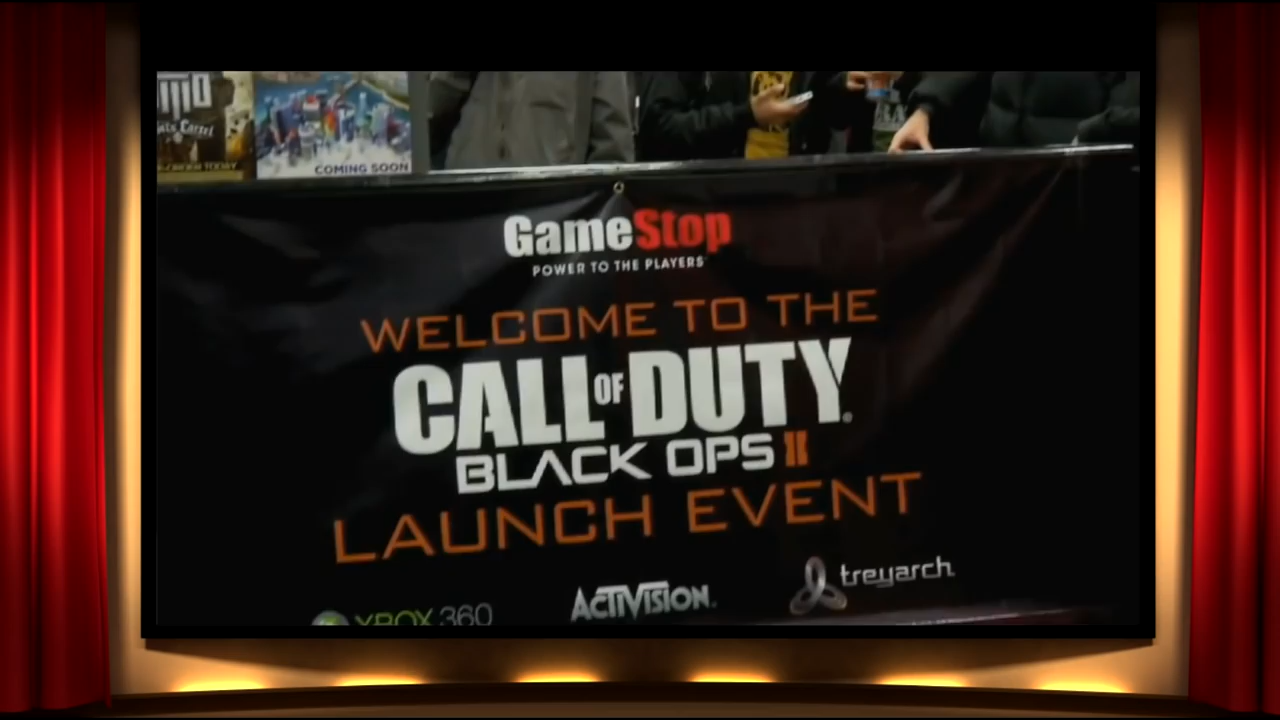 COMING SOON
GameStop
POWER TO THE PLAYERS
WELCOME TO THE
CALL OF DUTY
BLACK OPS II
LAUNCH EVENT
treyarch
ACTIVISION
XBOX 360